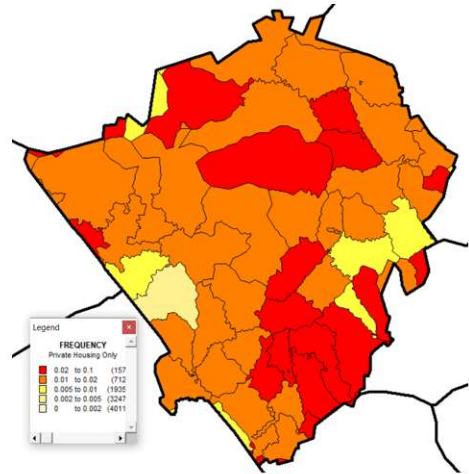 Legend
FREQUENCY
Private Housing Only
0.02 to 0.1 (157
0.01 to 0.02 (712
0.005 to 0.01 (1935
0.002 to 0.005 (3247
0 to 0.002 (4011